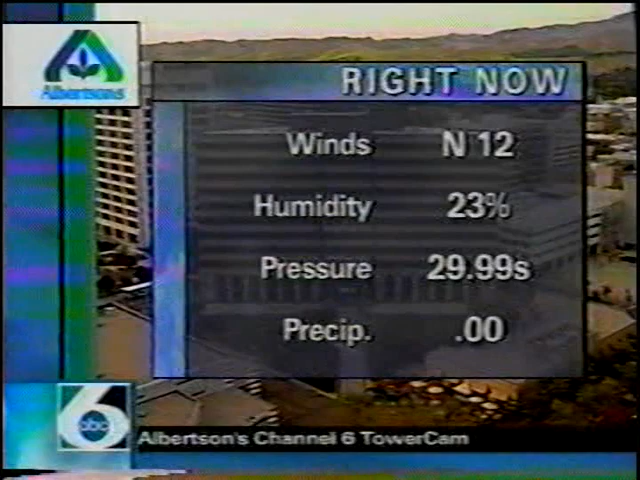 Albertsons
RIGHT NOW
Winds N 12
Humidity 23%
Pressure 29.99s
Precip. .00
6
abc
Albertson's Channel 6 TowerCam